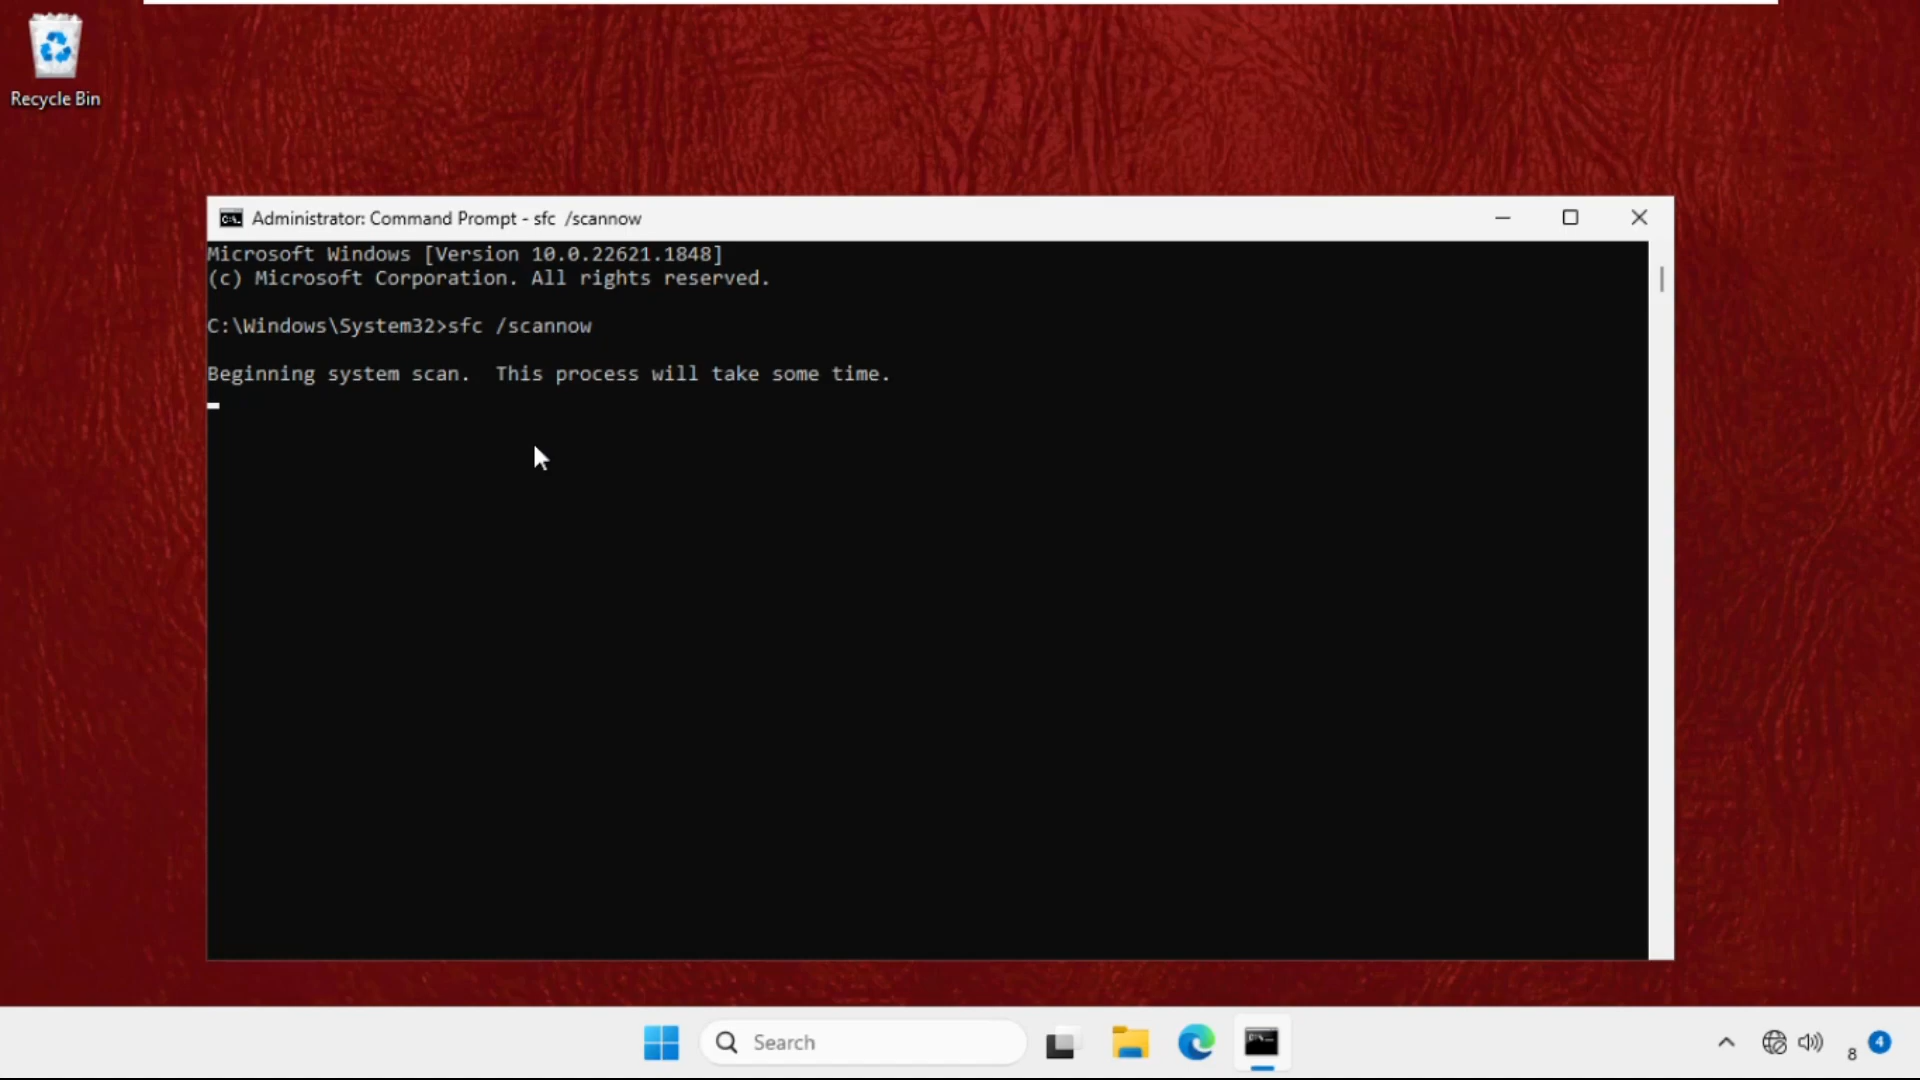 Recycle Bin
Administrator: Command Prompt - sfc  /scannow
Microsoft Windows [Version 10.0.22621.1848]
(c) Microsoft Corporation. All rights reserved.
C:\Windows\System32>sfc /scannow
Beginning system scan.  This process will take some time.
Search
8
4